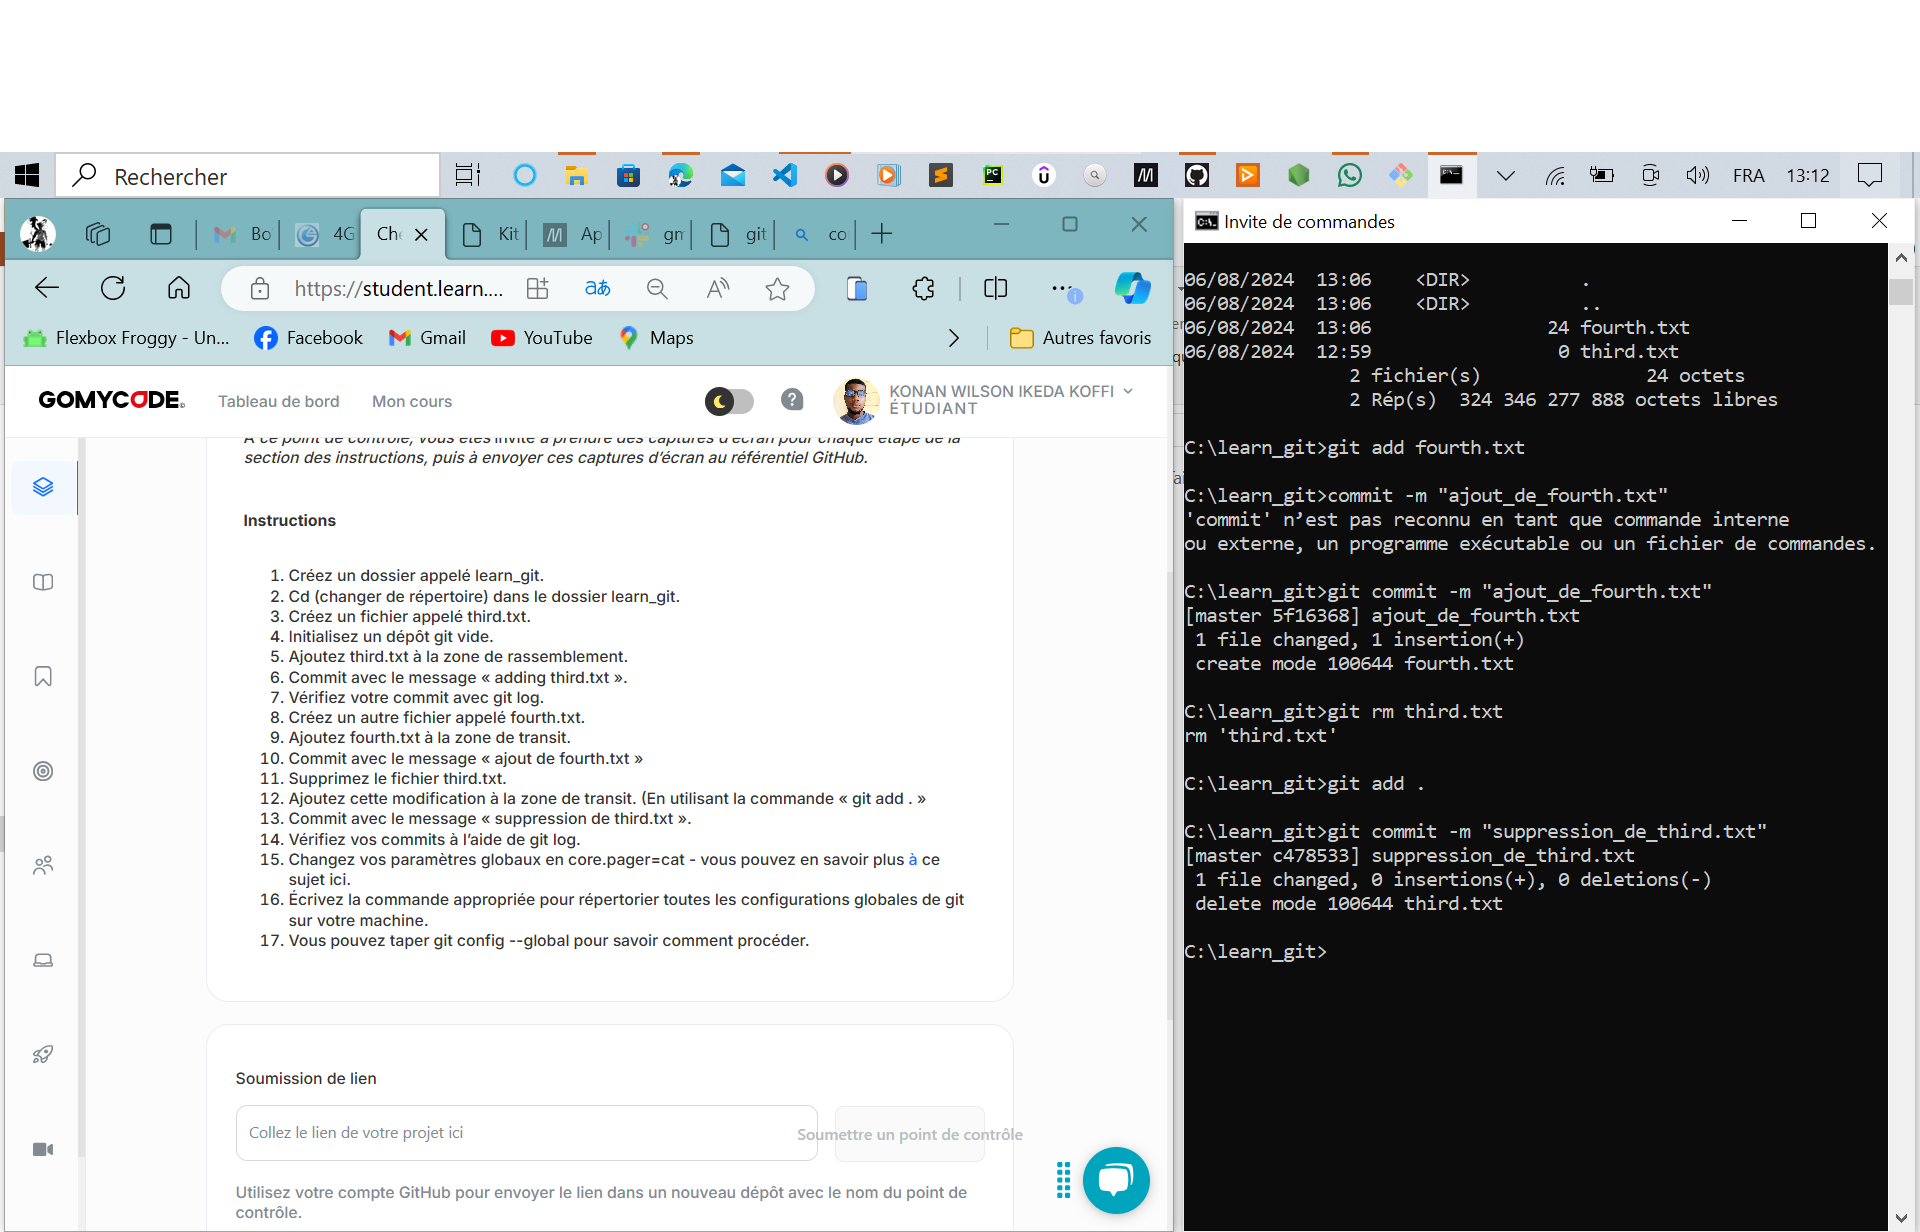 Rechercher
FRA
13:12
Bo
4G
Ch
Kit
Ap
gm
git
co
https://student.learn....
Flexbox Froggy - Un...
Facebook
Gmail
YouTube
Maps
Autres favoris
GOMYCODE
Tableau de bord
Mon cours
KONAN WILSON IKEDA KOFFI
ÉTUDIANT
À ce point de contrôle, vous êtes invité à prendre des captures d'écran pour chaque étape de la
section des instructions, puis à envoyer ces captures d'écran au référentiel GitHub.
Instructions
1. Créez un dossier appelé learn_git.
2. Cd (changer de répertoire) dans le dossier learn_git.
3. Créez un fichier appelé third.txt.
4. Initialisez un dépôt git vide.
5. Ajoutez third.txt à la zone de rassemblement.
6. Commit avec le message « adding third.txt ».
7. Vérifiez votre commit avec git log.
8. Créez un autre fichier appelé fourth.txt.
9. Ajoutez fourth.txt à la zone de transit.
10. Commit avec le message « ajout de fourth.txt »
11. Supprimez le fichier third.txt.
12. Ajoutez cette modification à la zone de transit. (En utilisant la commande « git add . »
13. Commit avec le message « suppression de third.txt ».
14. Vérifiez vos commits à l'aide de git log.
15. Changez vos paramètres globaux en core.pager=cat - vous pouvez en savoir plus à ce
sujet ici.
16. Écrivez la commande appropriée pour répertorier toutes les configurations globales de git
sur votre machine.
17. Vous pouvez taper git config --global pour savoir comment procéder.
Soumission de lien
Collez le lien de votre projet ici
Soumettre un point de contrôle
Utilisez votre compte GitHub pour envoyer le lien dans un nouveau dépôt avec le nom du point de
contrôle.
Invite de commandes
06/08/2024  13:06    <DIR>          .
06/08/2024  13:06    <DIR>          ..
06/08/2024  13:06                24 fourth.txt
06/08/2024  12:59                 0 third.txt
2 fichier(s)         24 octets
2 Rép(s)  324 346 277 888 octets libres
C:\learn_git>git add fourth.txt
C:\learn_git>commit -m "ajout_de_fourth.txt"
'commit' n’est pas reconnu en tant que commande interne
ou externe, un programme exécutable ou un fichier de commandes.
C:\learn_git>git commit -m "ajout_de_fourth.txt"
[master 5f16368] ajout_de_fourth.txt
1 file changed, 1 insertion(+)
create mode 100644 fourth.txt
C:\learn_git>git rm third.txt
rm 'third.txt'
C:\learn_git>git add .
C:\learn_git>git commit -m "suppression_de_third.txt"
[master c478533] suppression_de_third.txt
1 file changed, 0 insertions(+), 0 deletions(-)
delete mode 100644 third.txt
C:\learn_git>